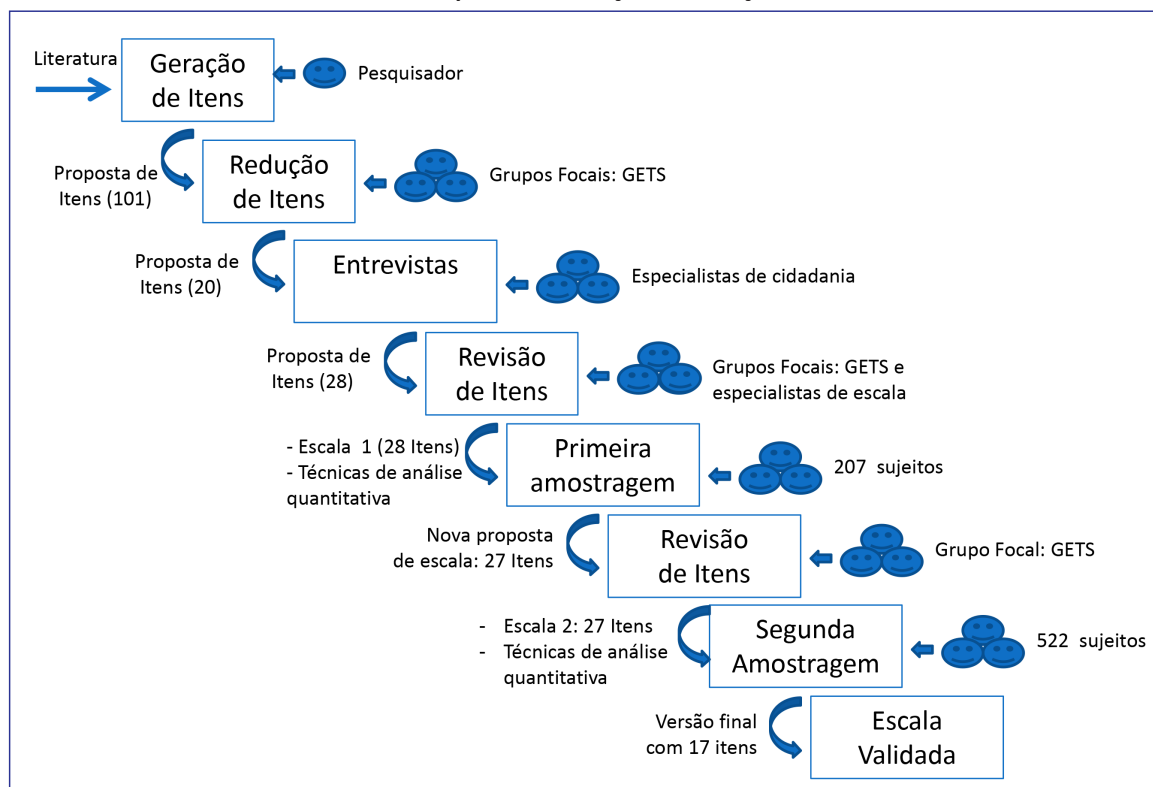 Literatura
Geração
de Itens
Pesquisador
Proposta de
Itens (101)
Redução
de Itens
Grupos Focais: GETS
Proposta de
Itens (20)
Entrevistas
Especialistas de cidadania
Proposta de
Itens (28)
Revisão
de Itens
Grupos Focais: GETS e
especialistas de escala
- Escala 1 (28 Itens)
- Técnicas de análise
quantitativa
Primeira
amostragem
207 sujeitos
Nova proposta
de escala: 27 Itens
Revisão
de Itens
Grupo Focal: GETS
- Escala 2: 27 Itens
- Técnicas de análise
quantitativa
Segunda
Amostragem
522 sujeitos
Versão final
com 17 itens
Escala
Validada